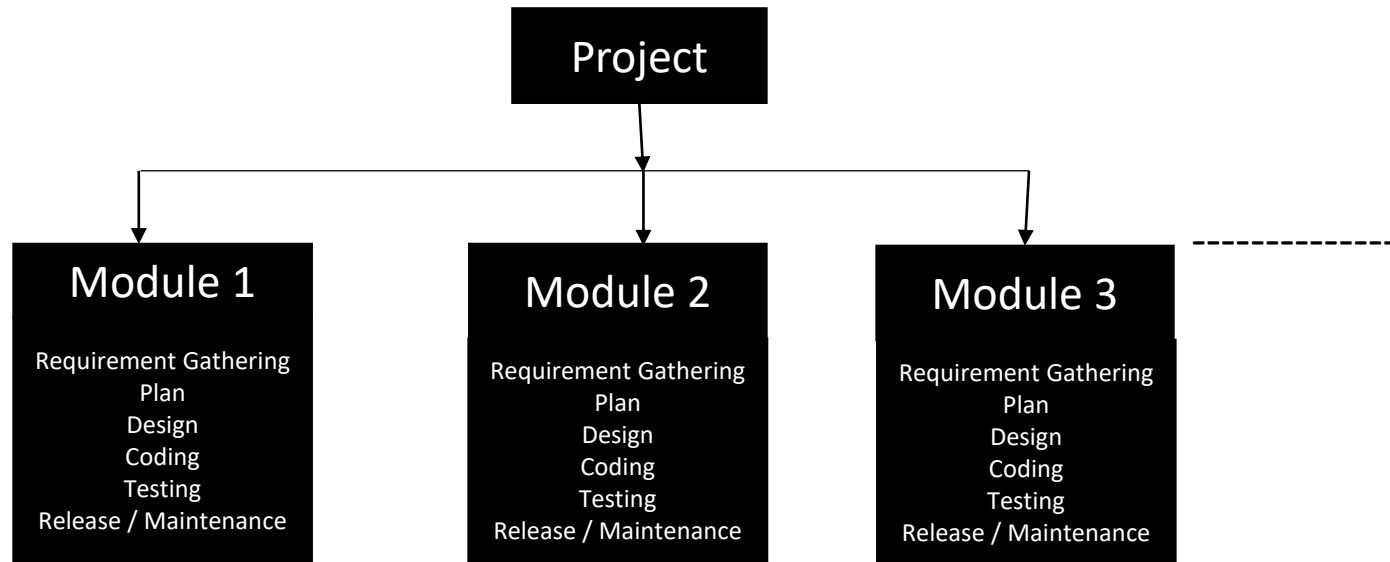 Project
Module 1
Requirement Gathering
Plan
Design
Coding
Testing
Release / Maintenance
Module 2
Requirement Gathering
Plan
Design
Coding
Testing
Release / Maintenance
Module 3
Requirement Gathering
Plan
Design
Coding
Testing
Release / Maintenance